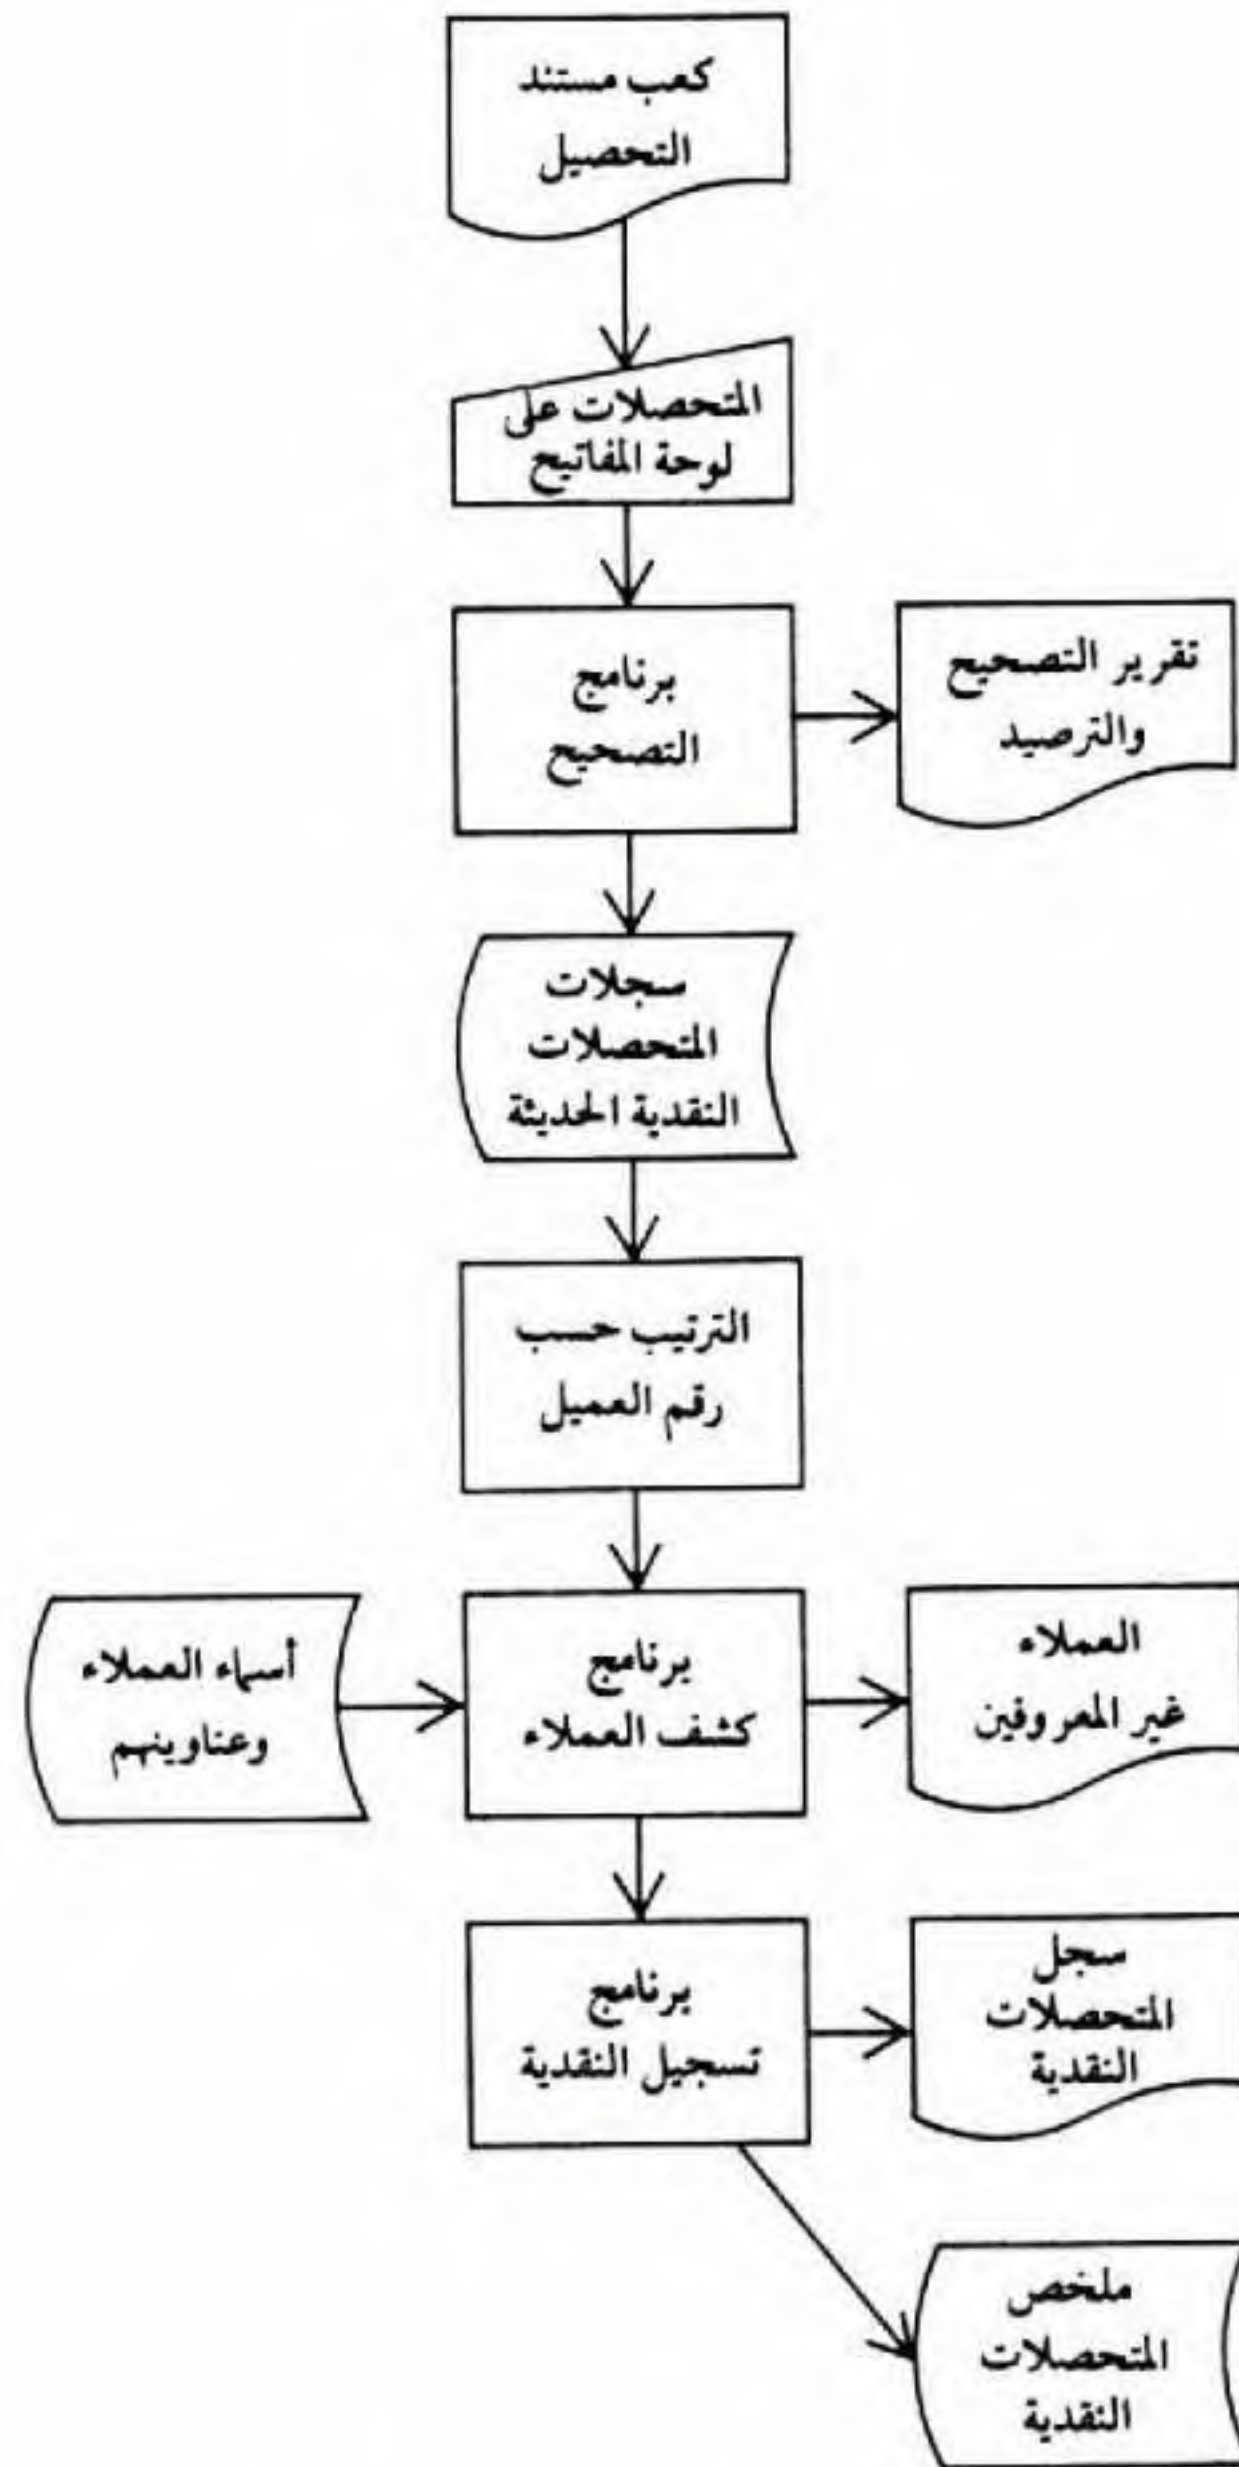 كعب مستند
التحصيل
المتحصلات على
لوحة المفاتيح
برنامج
التصحيح
تقرير التصحيح
والترصيد
سجلات
المتحصلات
النقدية الحديثة
الترتيب حسب
رقم العميل
أسماء العملاء
وعناوينهم
برنامج
كشف العملاء
العملاء
غير المعروفين
برنامج
تسجيل النقدية
سجل
المتحصلات
النقدية
ملخص
المتحصلات
النقدية